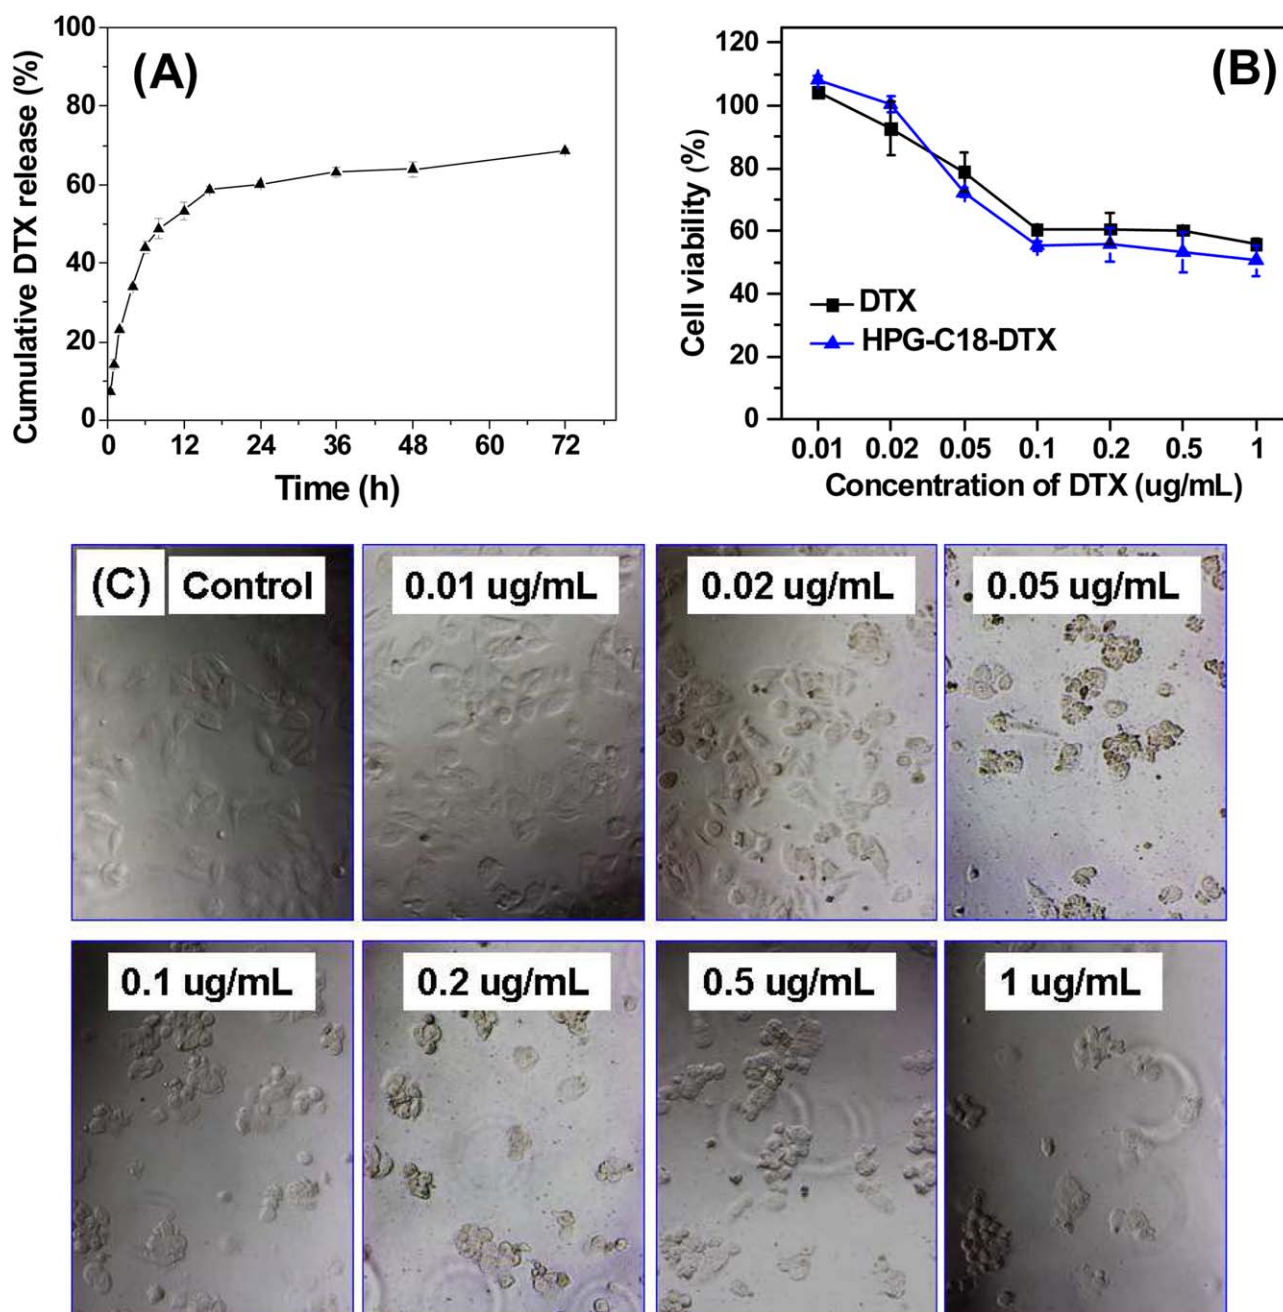 (A)
Cumulative DTX release (%)
100
80
60
40
20
0
0 12 24 36 48 60 72
Time (h)
(B)
Cell viability (%)
120
100
80
60
40
20
0
DTX
HPG-C18-DTX
0.01 0.02 0.05 0.1 0.2 0.5 1
Concentration of DTX (ug/mL)
(C) Control
0.01 ug/mL
0.02 ug/mL
0.05 ug/mL
0.1 ug/mL
0.2 ug/mL
0.5 ug/mL
1 ug/mL